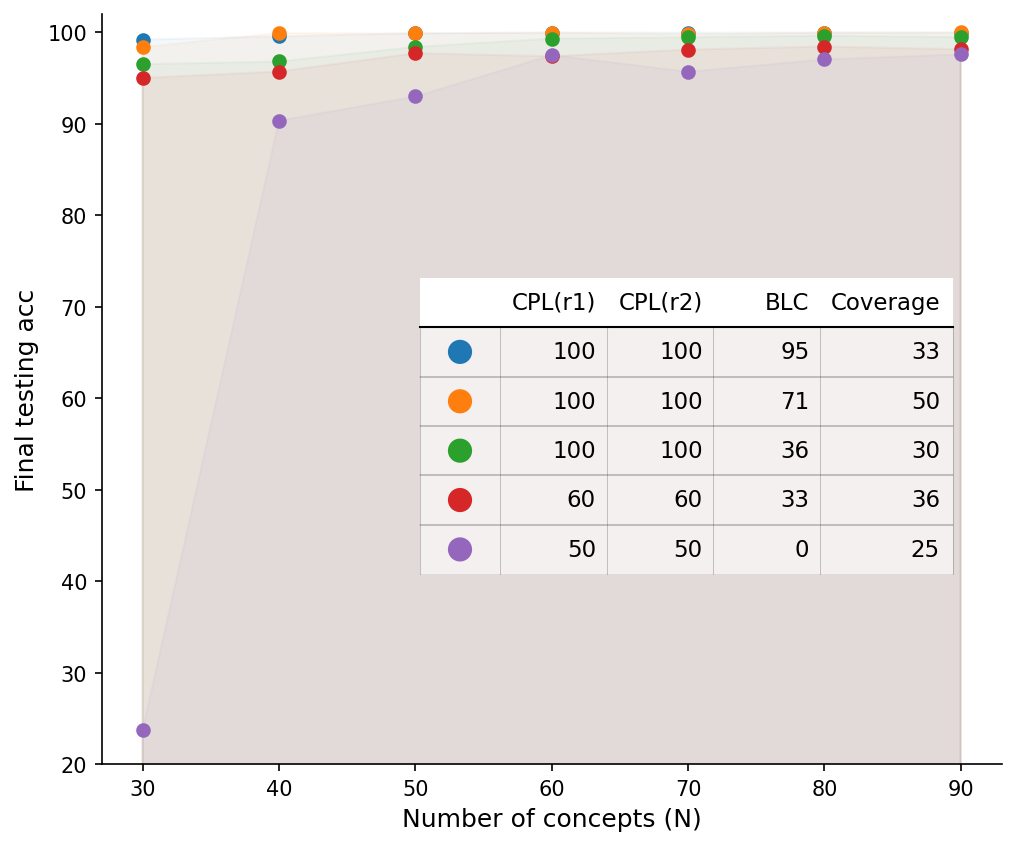 100
90
80
70
60
50
40
30
20
Final testing acc
CPL(r1) CPL(r2) BLC Coverage
100 100 95 33
100 100 71 50
100 100 36 30
60 60 33 36
50 50 0 25
30 40 50 60 70 80 90
Number of concepts (N)